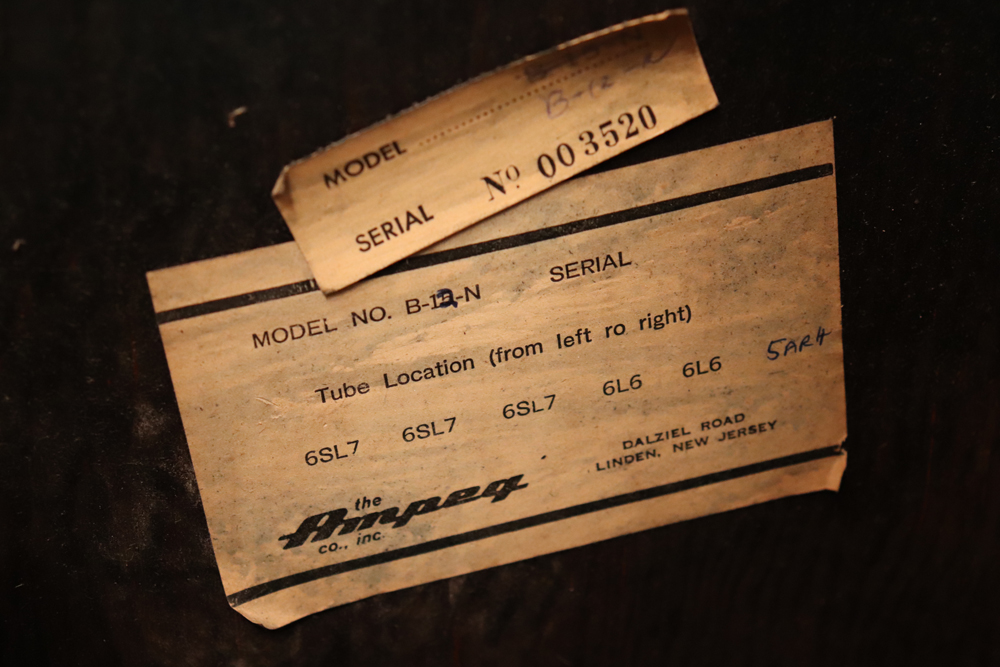 MODEL B-12-N
SERIAL No 003520
MODEL NO. B-12-N SERIAL
Tube Location (from left ro right)
6SL7 6SL7 6SL7 6L6 6L6 5AR4
DALZIEL ROAD
LINDEN, NEW JERSEY
the
Ampeg
co., inc.